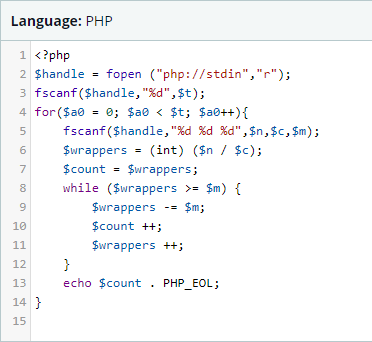 Language: PHP
1 <?php
2 $handle = fopen ("php://stdin","r");
3 fscanf($handle,"%d",$t);
4 for($a0 = 0; $a0 < $t; $a0++){
5     fscanf($handle,"%d %d %d",$n,$c,$m);
6     $wrappers = (int) ($n / $c);
7     $count = $wrappers;
8     while ($wrappers >= $m) {
9         $wrappers -= $m;
10         $count ++;
11         $wrappers ++;
12     }
13     echo $count . PHP_EOL;
14 }
15